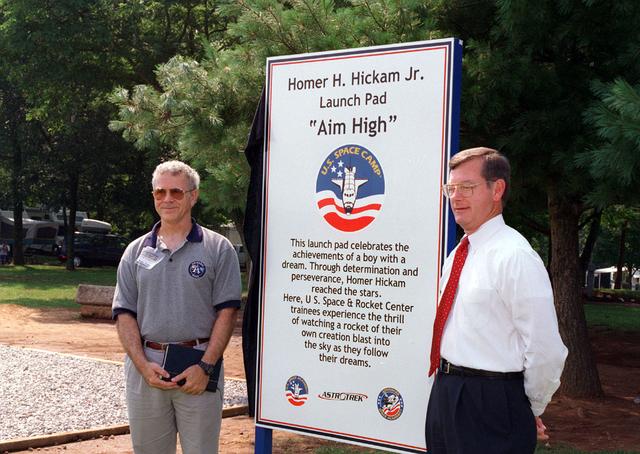 Homer H. Hickam Jr.
Launch Pad
"Aim High"
U.S. SPACE CAMP
This launch pad celebrates the
achievements of a boy with a
dream. Through determination and
perseverance, Homer Hickam
reached the stars.
Here, U. S. Space & Rocket Center
trainees experience the thrill
of watching a rocket of their
own creation blast into
the sky as they follow
their dreams.
ASTROTREK